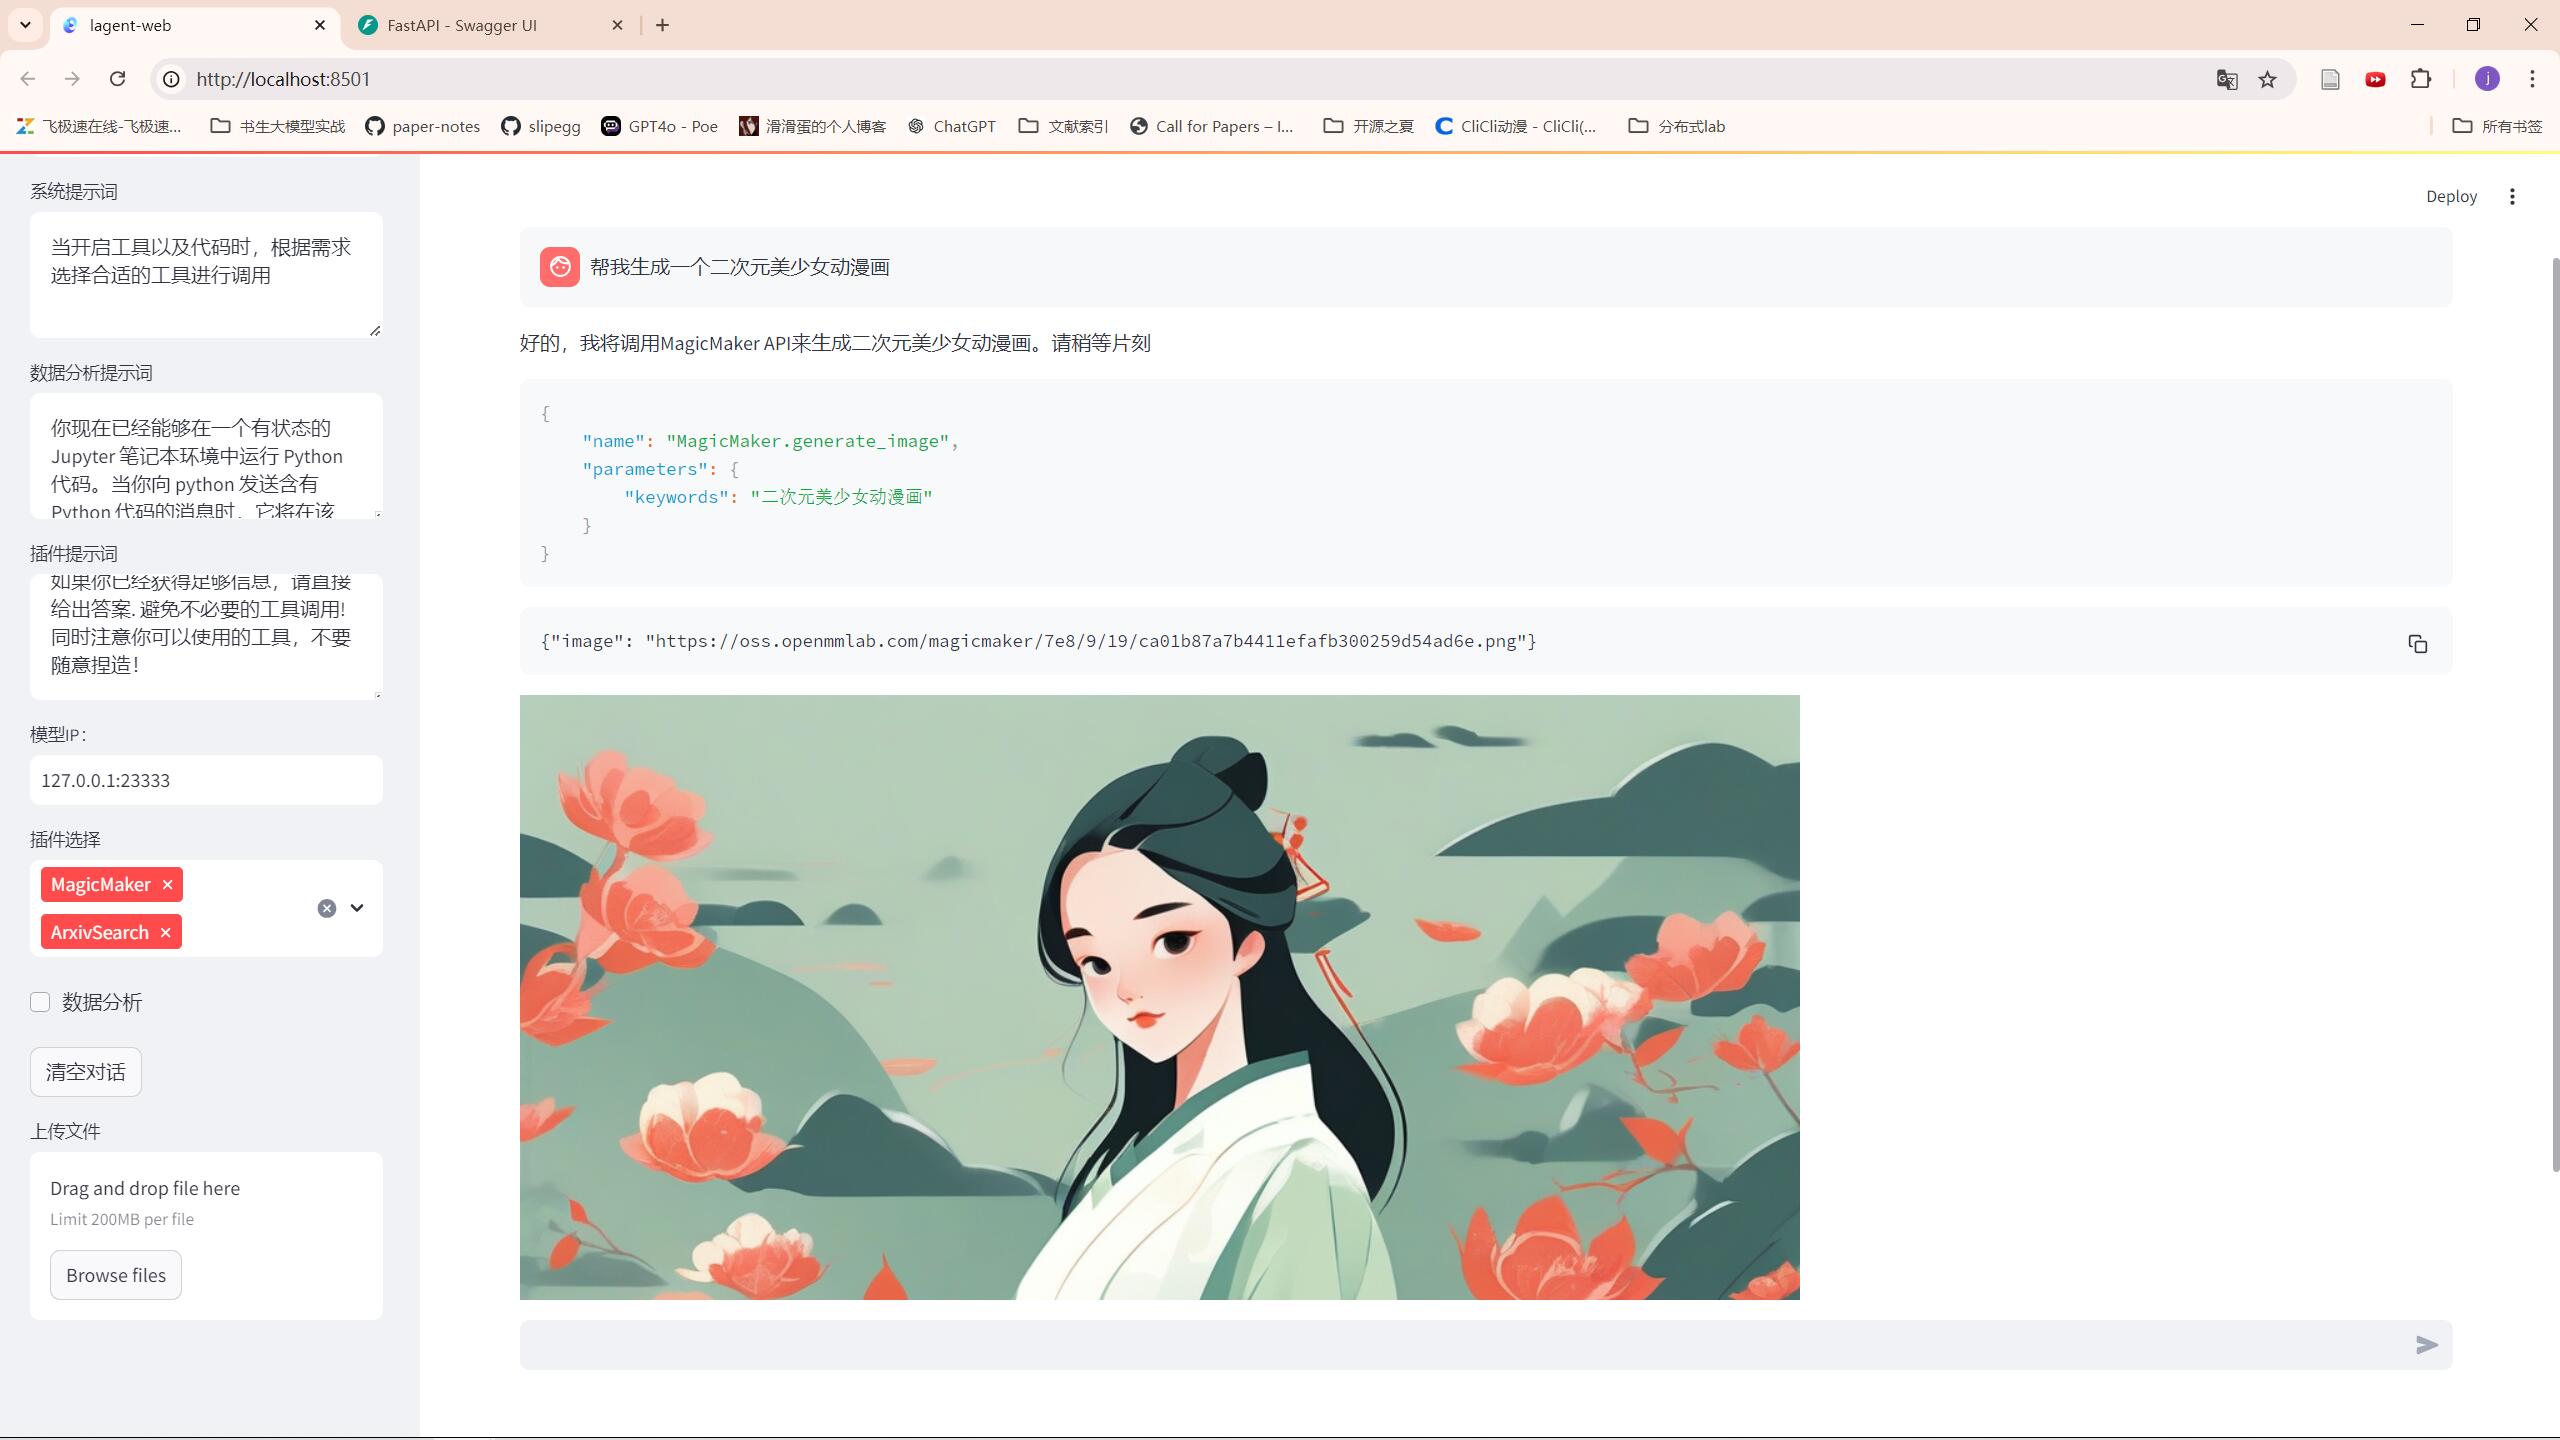 lagent-web
FastAPI - Swagger UI
http://localhost:8501
飞极速在线-飞极速...
书生大模型实战
paper-notes
slipegg
GPT4o - Poe
滑滑蛋的个人博客
ChatGPT
文献索引
Call for Papers – I...
开源之夏
CliCli动漫 - CliCli(...
分布式lab
所有书签
j
Deploy
系统提示词
当开启工具以及代码时，根据需求
选择合适的工具进行调用
数据分析提示词
你现在已经能够在一个有状态的
Jupyter 笔记本环境中运行 Python
代码。当你向 python 发送含有
Python 代码的消息时，它将在该
插件提示词
如果你已经获得足够信息，请直接
给出答案. 避免不必要的工具调用!
同时注意你可以使用的工具，不要
随意捏造！
模型IP：
127.0.0.1:23333
插件选择
MagicMaker
ArxivSearch
数据分析
清空对话
上传文件
Drag and drop file here
Limit 200MB per file
Browse files
帮我生成一个二次元美少女动漫画
好的，我将调用MagicMaker API来生成二次元美少女动漫画。请稍等片刻
{
"name": "MagicMaker.generate_image",
"parameters": {
"keywords": "二次元美少女动漫画"
}
}
{"image": "https://oss.openmmlab.com/magicmaker/7e8/9/19/ca01b87a7b4411efafb300259d54ad6e.png"}